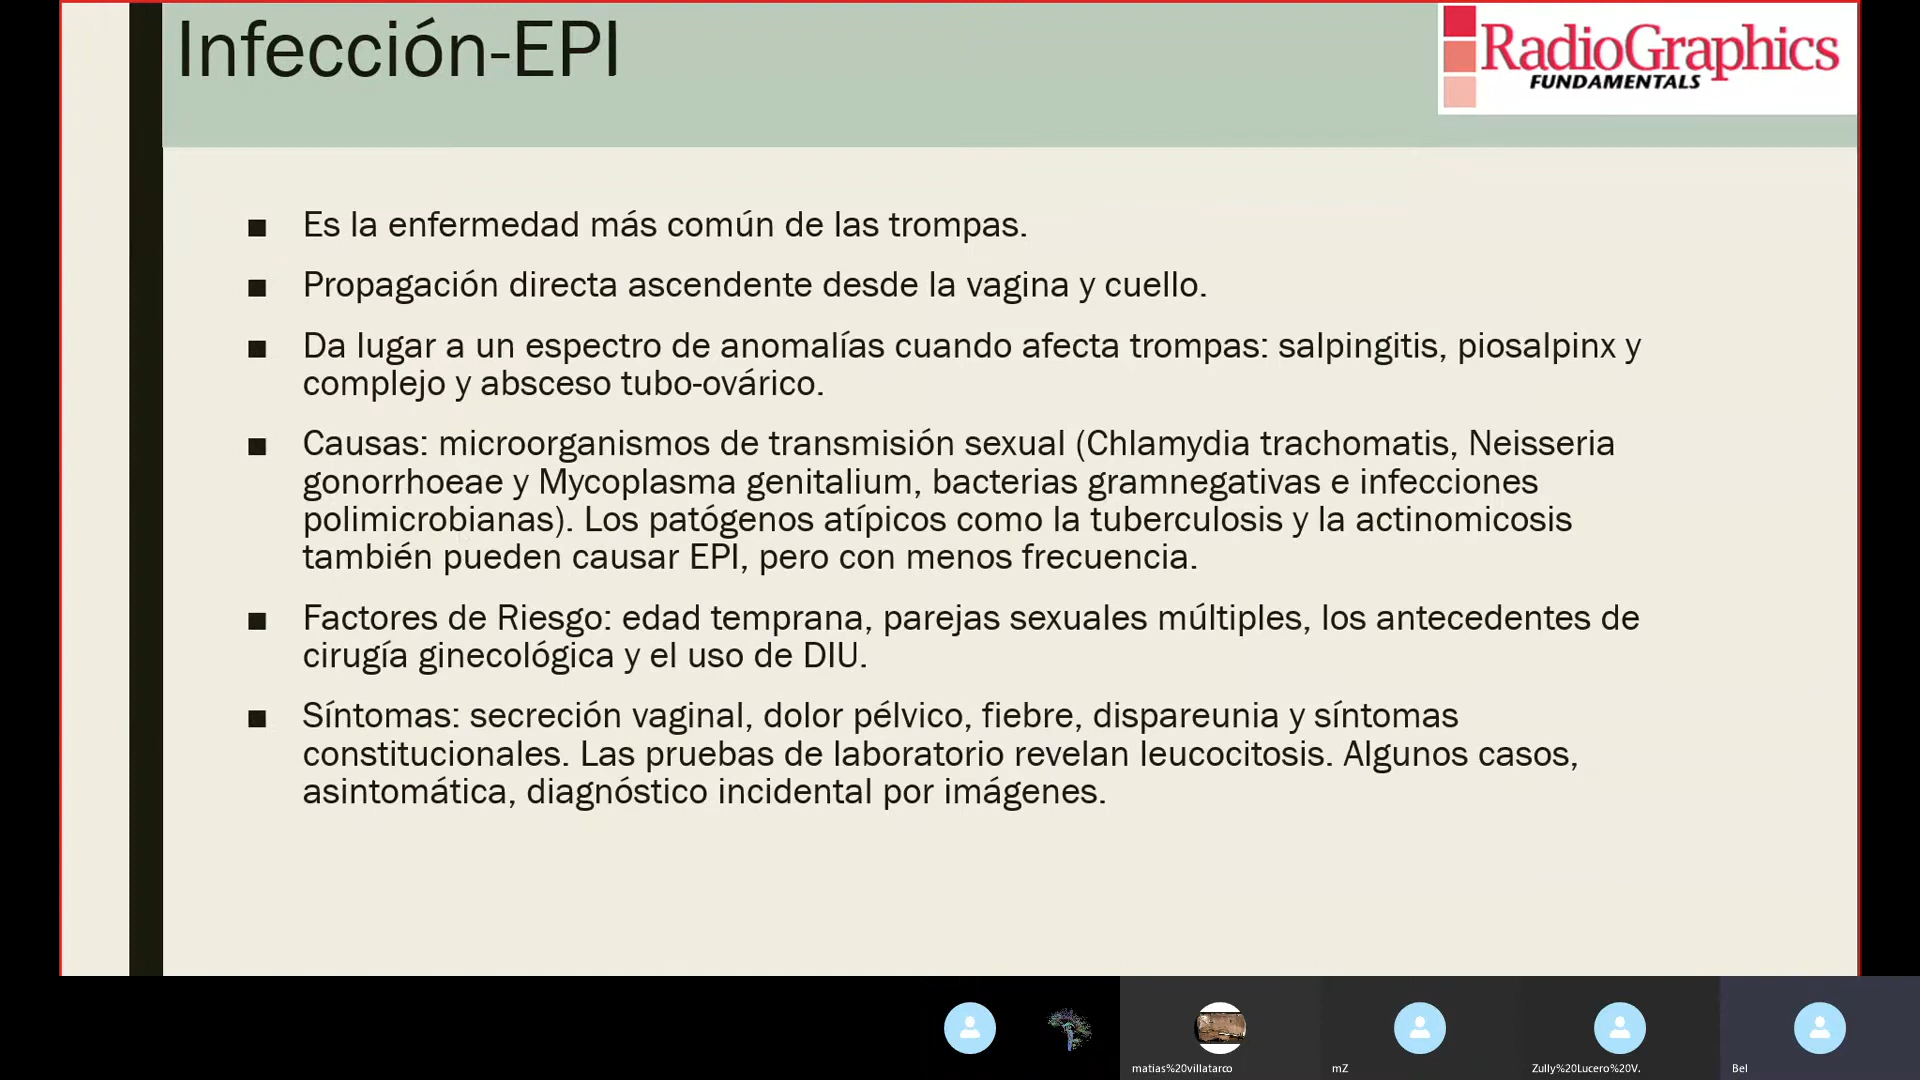 Infección-EPI
RadioGraphics
FUNDAMENTALS
■ Es la enfermedad más común de las trompas.
■ Propagación directa ascendente desde la vagina y cuello.
■ Da lugar a un espectro de anomalías cuando afecta trompas: salpingitis, piosalpinx y
complejo y absceso tubo-ovárico.
■ Causas: microorganismos de transmisión sexual (Chlamydia trachomatis, Neisseria
gonorrhoeae y Mycoplasma genitalium, bacterias gramnegativas e infecciones
polimicrobianas). Los patógenos atípicos como la tuberculosis y la actinomicosis
también pueden causar EPI, pero con menos frecuencia.
■ Factores de Riesgo: edad temprana, parejas sexuales múltiples, los antecedentes de
cirugía ginecológica y el uso de DIU.
■ Síntomas: secreción vaginal, dolor pélvico, fiebre, dispareunia y síntomas
constitucionales. Las pruebas de laboratorio revelan leucocitosis. Algunos casos,
asintomática, diagnóstico incidental por imágenes.
matias%20villatarco
mZ
Zully%20Lucero%20V.
Bel